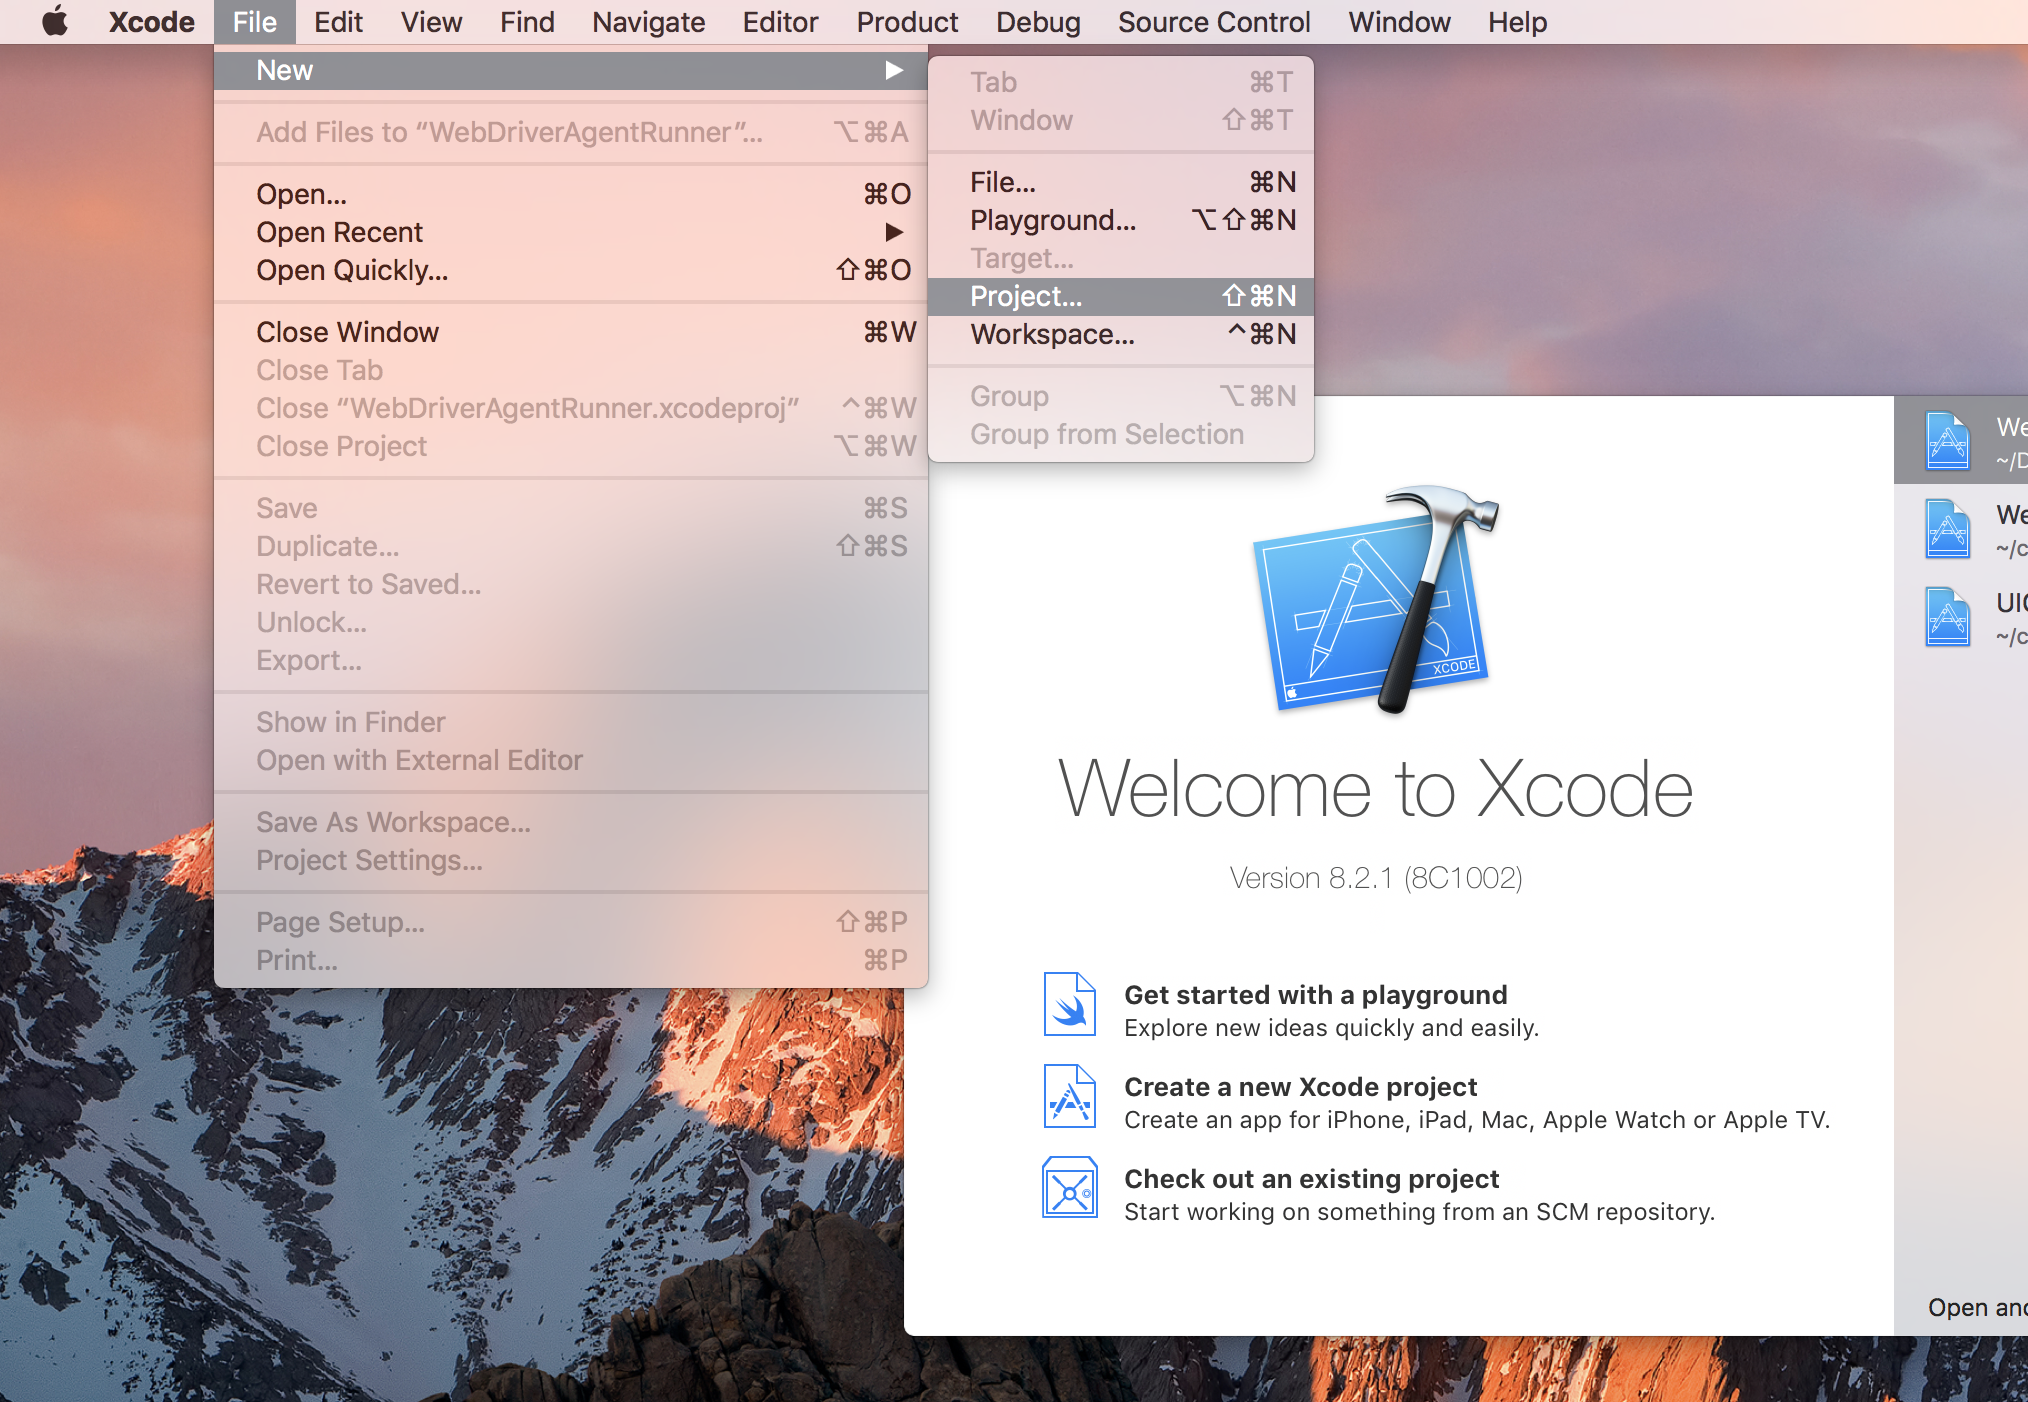 Xcode File Edit View Find Navigate Editor Product Debug Source Control Window Help
New ▶
Add Files to “WebDriverAgentRunner”... ⌥⌘A
Open... ⌘O
Open Recent ▶
Open Quickly... ⇧⌘O
Close Window ⌘W
Close Tab
Close “WebDriverAgentRunner.xcodeproj” ^⌘W
Close Project ⌥⌘W
Save ⌘S
Duplicate... ⇧⌘S
Revert to Saved...
Unlock...
Export...
Show in Finder
Open with External Editor
Save As Workspace...
Project Settings...
Page Setup... ⇧⌘P
Print... ⌘P
Tab ⌘T
Window ⇧⌘T
File... ⌘N
Playground... ⌥⇧⌘N
Target...
Project... ⇧⌘N
Workspace... ^⌘N
Group ⌥⌘N
Group from Selection
XCODE
Welcome to Xcode
Version 8.2.1 (8C1002)
Get started with a playground
Explore new ideas quickly and easily.
Create a new Xcode project
Create an app for iPhone, iPad, Mac, Apple Watch or Apple TV.
Check out an existing project
Start working on something from an SCM repository.
We
~/D
We
~/c
UI
~/c
Open